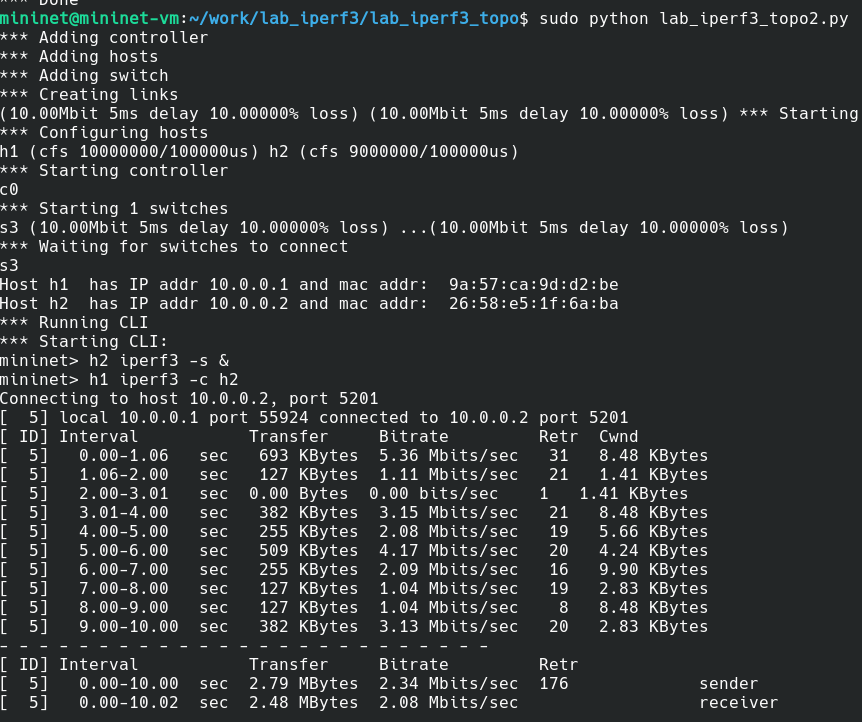 *** Done
mininet@mininet-vm:~/work/lab_iperf3/lab_iperf3_topo$ sudo python lab_iperf3_topo2.py
*** Adding controller
*** Adding hosts
*** Adding switch
*** Creating links
(10.00Mbit 5ms delay 10.00000% loss) (10.00Mbit 5ms delay 10.00000% loss) *** Starting
*** Configuring hosts
h1 (cfs 10000000/100000us) h2 (cfs 9000000/100000us)
*** Starting controller
c0
*** Starting 1 switches
s3 (10.00Mbit 5ms delay 10.00000% loss) ...(10.00Mbit 5ms delay 10.00000% loss)
*** Waiting for switches to connect
s3
Host h1  has IP addr 10.0.0.1 and mac addr:  9a:57:ca:9d:d2:be
Host h2  has IP addr 10.0.0.2 and mac addr:  26:58:e5:1f:6a:ba
*** Running CLI
*** Starting CLI:
mininet> h2 iperf3 -s &
mininet> h1 iperf3 -c h2
Connecting to host 10.0.0.2, port 5201
[  5] local 10.0.0.1 port 55924 connected to 10.0.0.2 port 5201
[ ID] Interval           Transfer     Bitrate         Retr  Cwnd
[  5]   0.00-1.06   sec   693 KBytes  5.36 Mbits/sec   31   8.48 KBytes
[  5]   1.06-2.00   sec   127 KBytes  1.11 Mbits/sec   21   1.41 KBytes
[  5]   2.00-3.01   sec  0.00 Bytes  0.00 bits/sec    1   1.41 KBytes
[  5]   3.01-4.00   sec   382 KBytes  3.15 Mbits/sec   21   8.48 KBytes
[  5]   4.00-5.00   sec   255 KBytes  2.08 Mbits/sec   19   5.66 KBytes
[  5]   5.00-6.00   sec   509 KBytes  4.17 Mbits/sec   20   4.24 KBytes
[  5]   6.00-7.00   sec   255 KBytes  2.09 Mbits/sec   16   9.90 KBytes
[  5]   7.00-8.00   sec   127 KBytes  1.04 Mbits/sec   19   2.83 KBytes
[  5]   8.00-9.00   sec   127 KBytes  1.04 Mbits/sec    8   8.48 KBytes
[  5]   9.00-10.00  sec   382 KBytes  3.13 Mbits/sec   20   2.83 KBytes
- - - - - - - - - - - - - - - - - - - - - - - - -
[ ID] Interval           Transfer     Bitrate         Retr
[  5]   0.00-10.00  sec  2.79 MBytes  2.34 Mbits/sec  176             sender
[  5]   0.00-10.02  sec  2.48 MBytes  2.08 Mbits/sec                  receiver